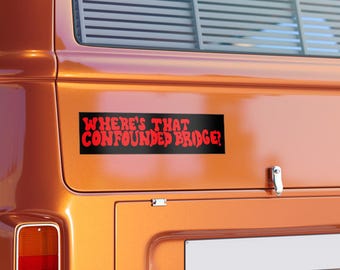 WHERE'S THAT
CONFOUNDED BRIDGE?